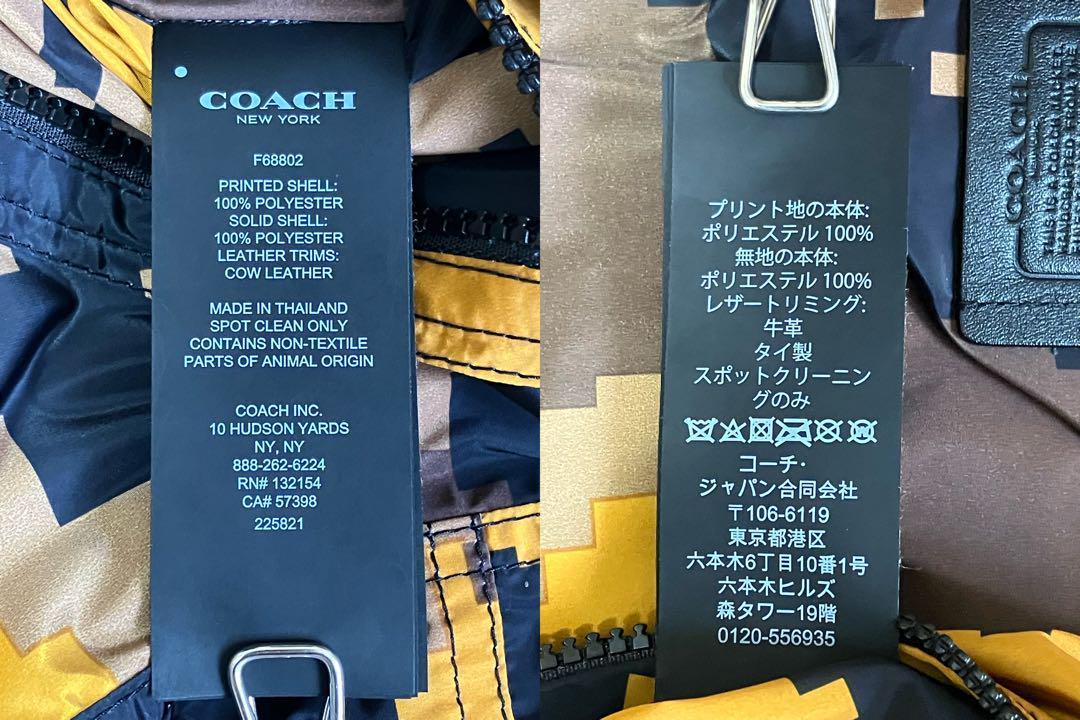 COACH
NEW YORK
F68802
PRINTED SHELL:
100% POLYESTER
SOLID SHELL:
100% POLYESTER
LEATHER TRIMS:
COW LEATHER
MADE IN THAILAND
SPOT CLEAN ONLY
CONTAINS NON-TEXTILE
PARTS OF ANIMAL ORIGIN
COACH INC.
10 HUDSON YARDS
NY, NY
888-262-6224
RN# 132154
CA# 57398
225821
プリント地の本体:
ポリエステル 100%
無地の本体:
ポリエステル 100%
レザートリミング:
牛革
タイ製
スポットクリーニン
グのみ
コーチ・
ジャパン合同会社
〒106-6119
東京都港区
六本木6丁目10番1号
六本木ヒルズ
森タワー19階
0120-556935
COACH